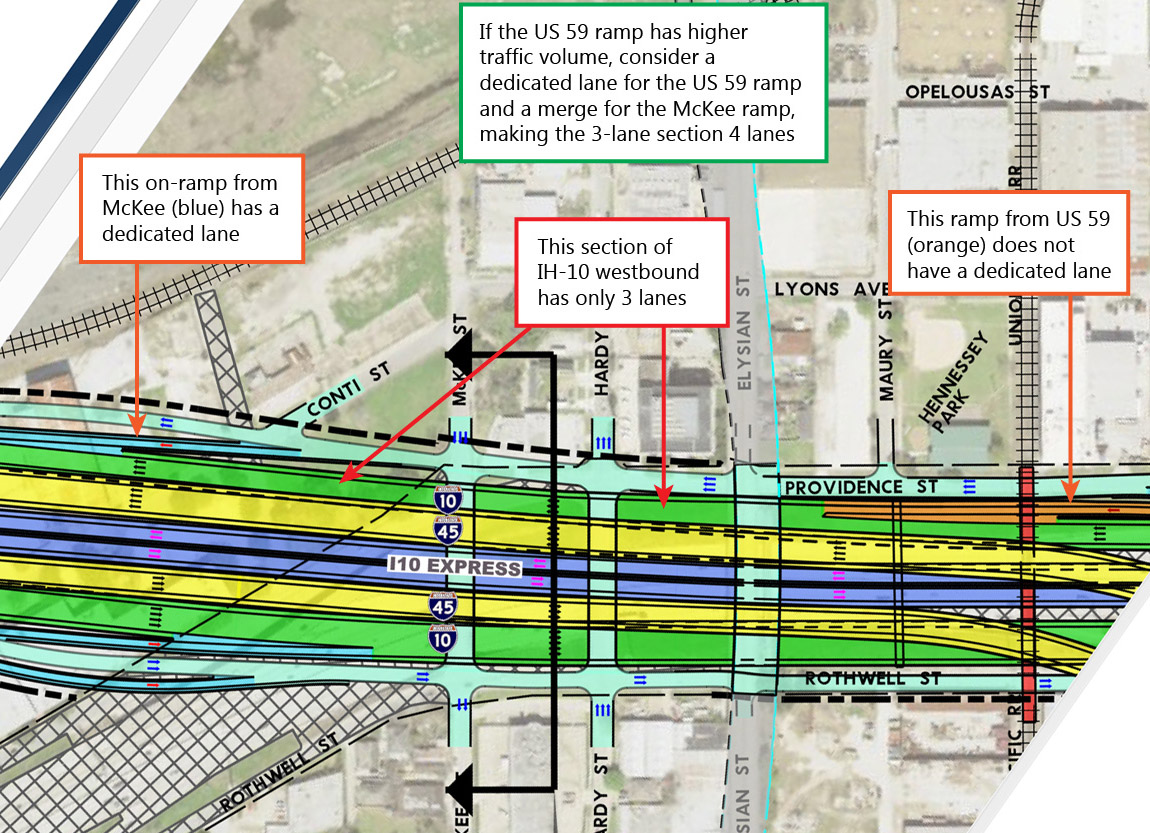 If the US 59 ramp has higher
traffic volume, consider a
dedicated lane for the US 59 ramp
and a merge for the McKee ramp,
making the 3-lane section 4 lanes
OPELOUSAS ST
This on-ramp from
McKee (blue) has a
dedicated lane
This ramp from US 59
(orange) does not
have a dedicated lane
This section of
IH-10 westbound
has only 3 lanes
RR
UNION
LYONS AVE
ELYSIAN ST
MAURY ST
HENNESSEY
PARK
ST
HARDY
CONTI ST
PROVIDENCE ST
10
45
I10 EXPRESS
45
10
ROTHWELL ST
ROTHWELL ST
KEE
ARDY ST
SIAN ST
IFIC R